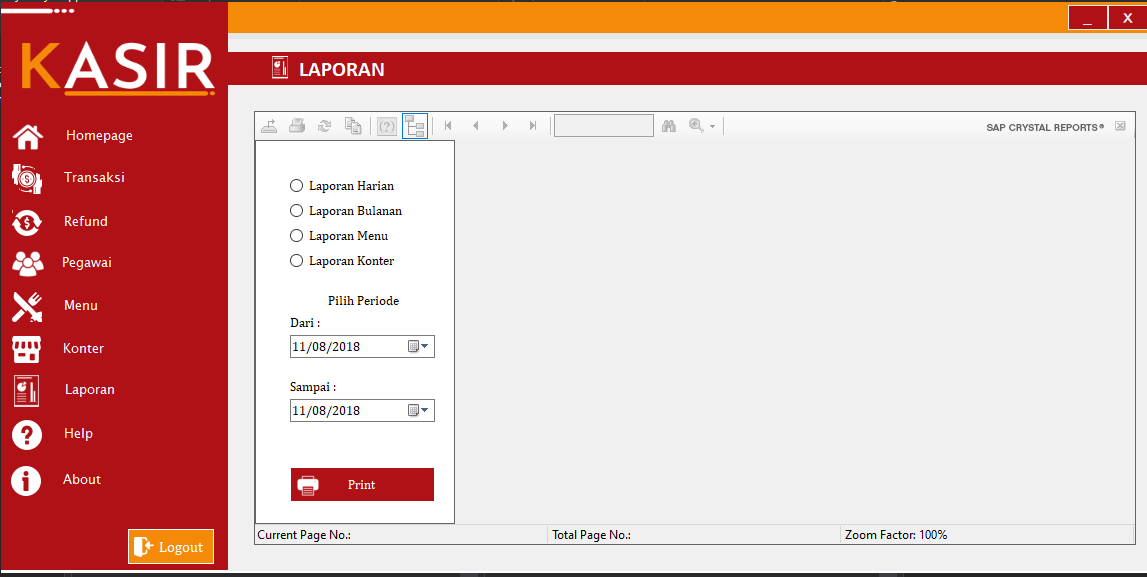 _ X
KASIR
LAPORAN
Homepage
Transaksi
Refund
Pegawai
Menu
Konter
Laporan
Help
About
Logout
SAP CRYSTAL REPORTS®
Laporan Harian
Laporan Bulanan
Laporan Menu
Laporan Konter
Pilih Periode
Dari :
11/08/2018
Sampai :
11/08/2018
Print
Current Page No.: Total Page No.: Zoom Factor: 100%